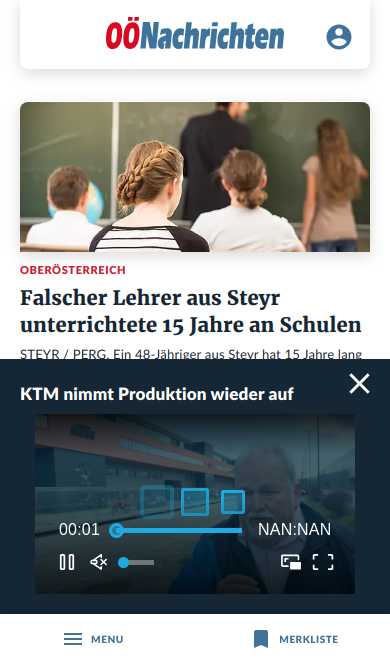 OÖNachrichten
OBERÖSTERREICH
Falscher Lehrer aus Steyr
unterrichtete 15 Jahre an Schulen
STEYR / PERG. Ein 48-Jähriger aus Steyr hat 15 Jahre lang
KTM nimmt Produktion wieder auf
00:01 NAN:NAN
MENU MERKLISTE